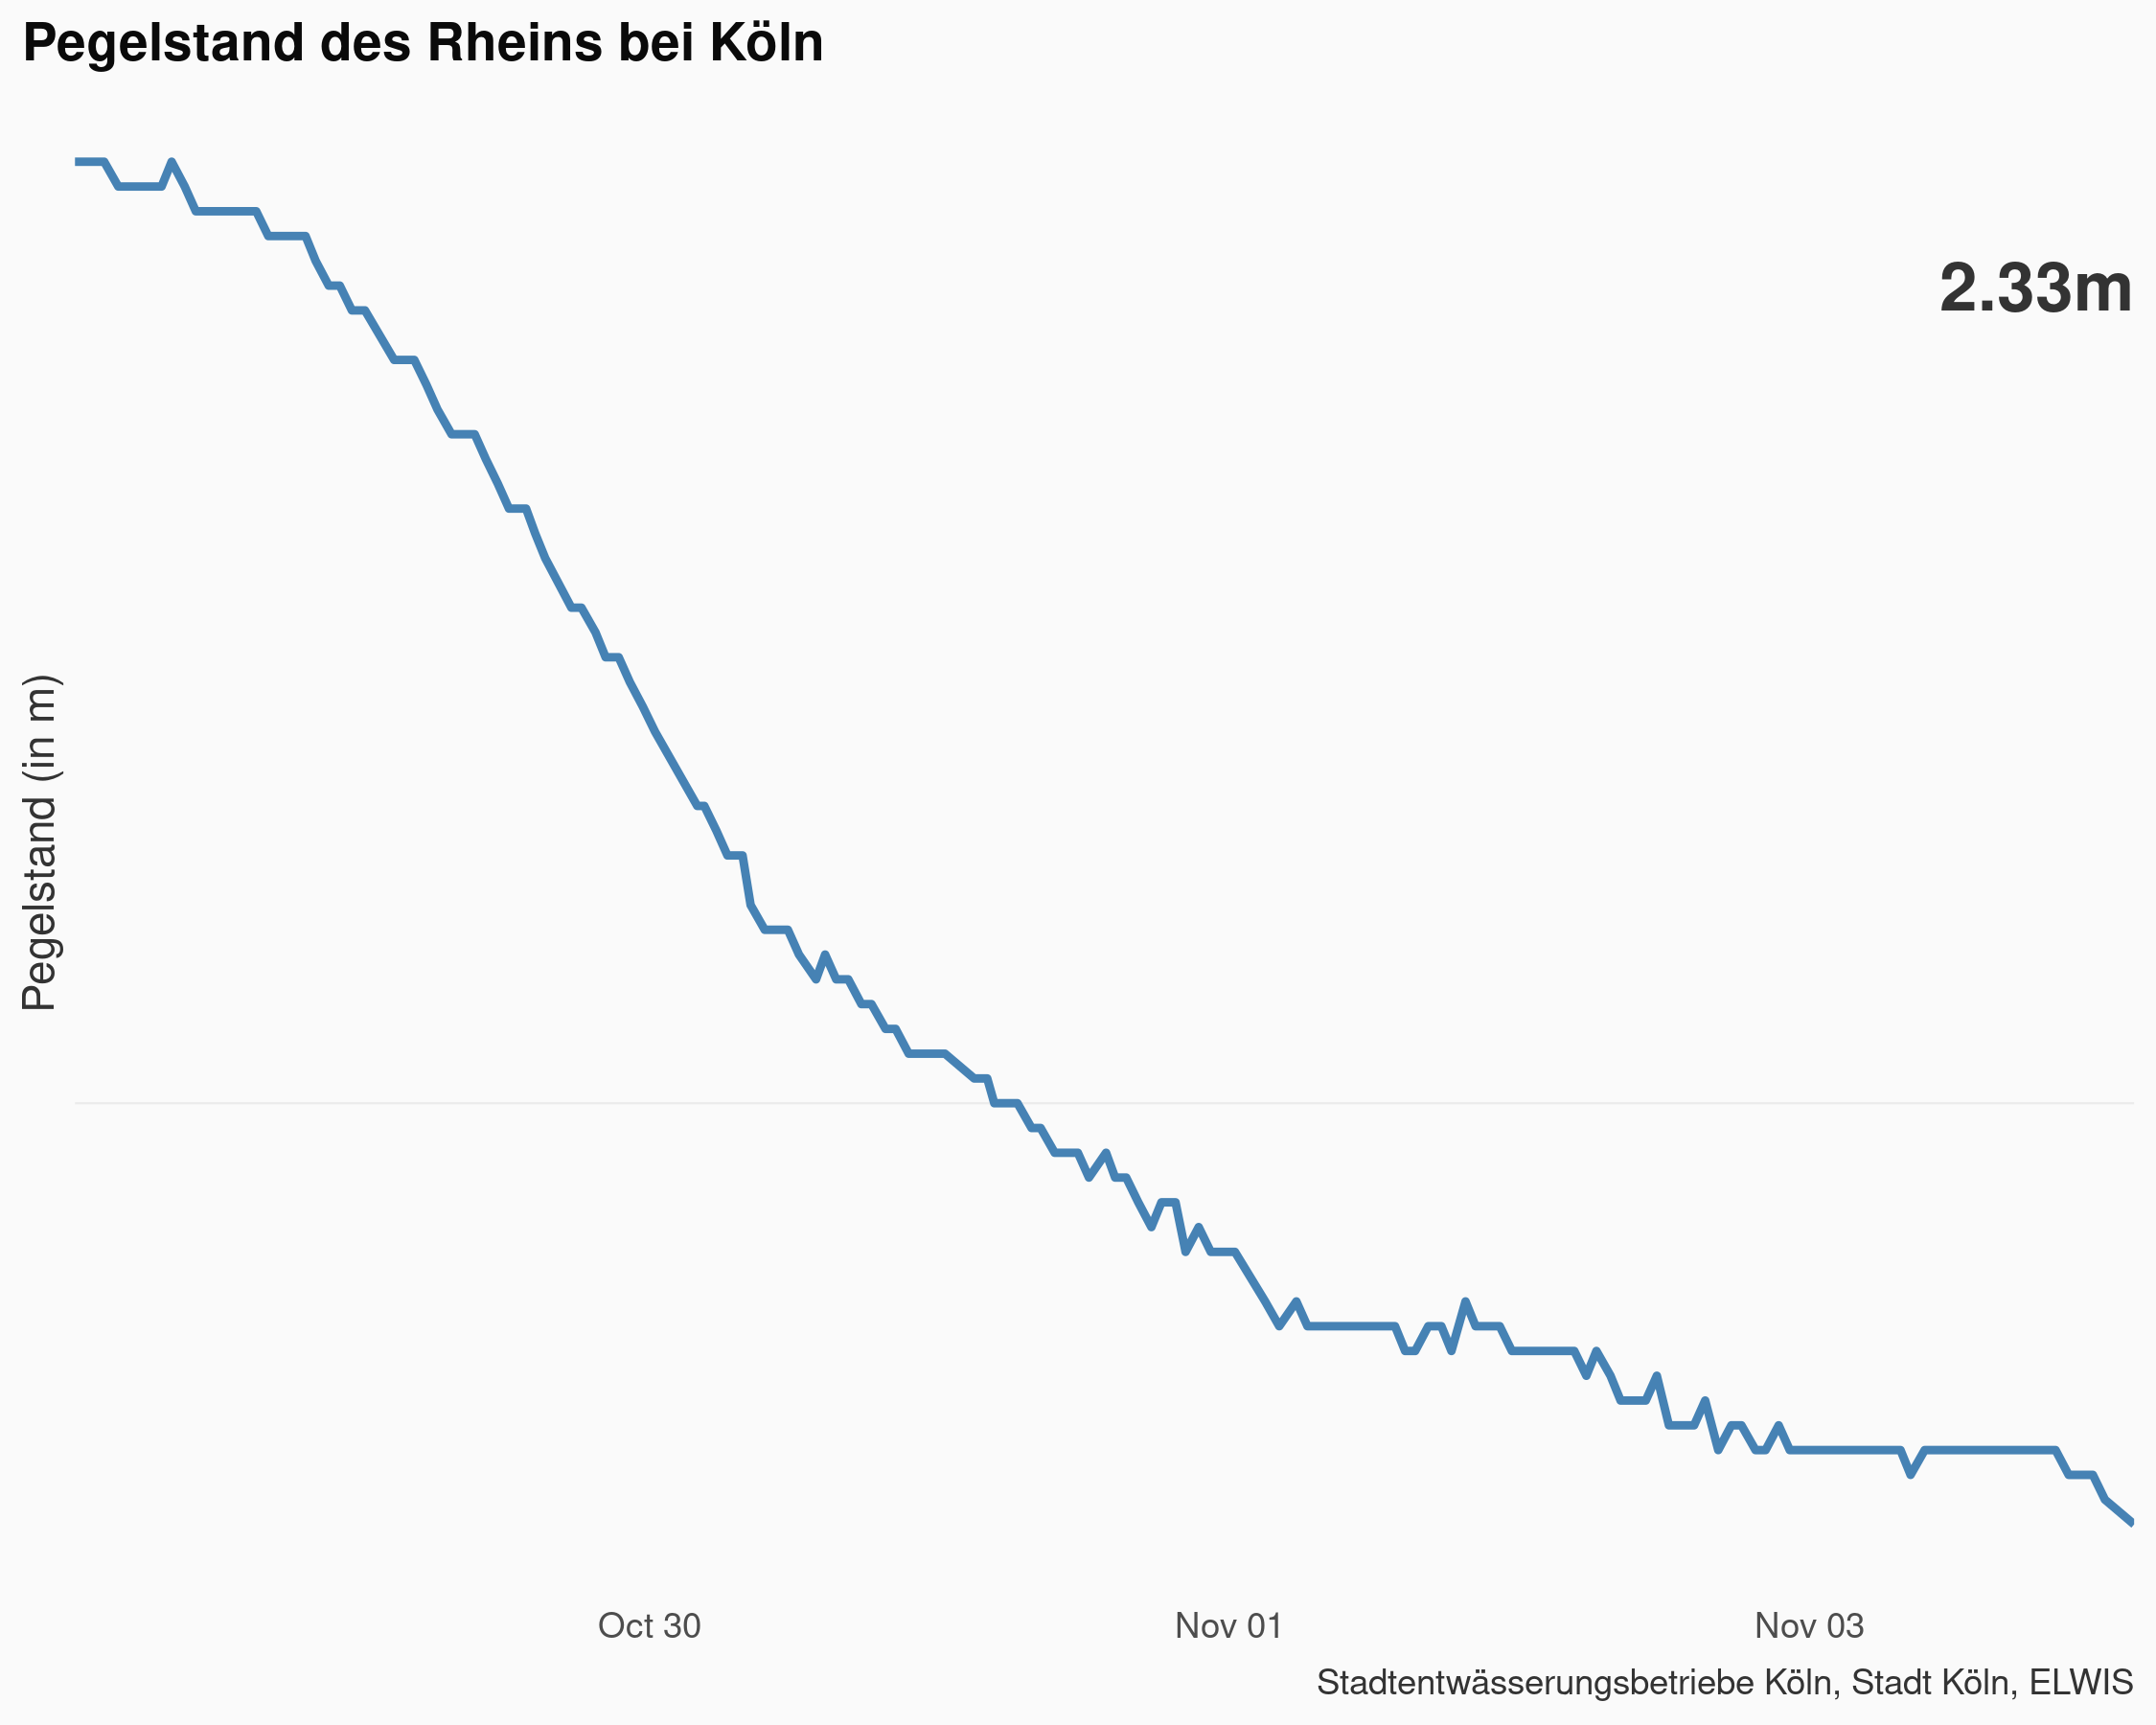 Pegelstand des Rheins bei Köln
2.33m
Pegelstand (in m)
Oct 30
Nov 01
Nov 03
Stadtentwässerungsbetriebe Köln, Stadt Köln, ELWIS